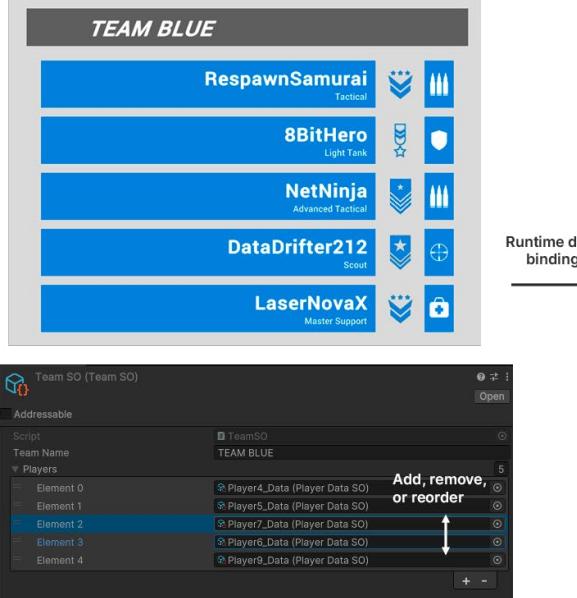 TEAM BLUE
RespawnSamurai
Tactical
8BitHero
Light Tank
NetNinja
Advanced Tactical
DataDrifter212
Scout
LaserNovaX
Master Support
Runtime d
binding
Team SO (Team SO)
Open
Addressable
Script TeamSO
Team Name TEAM BLUE
Players 5
Element 0 Player4_Data (Player Data SO)
Element 1 Player5_Data (Player Data SO)
Element 2 Player7_Data (Player Data SO)
Element 3 Player6_Data (Player Data SO)
Element 4 Player9_Data (Player Data SO)
Add, remove,
or reorder
+ -